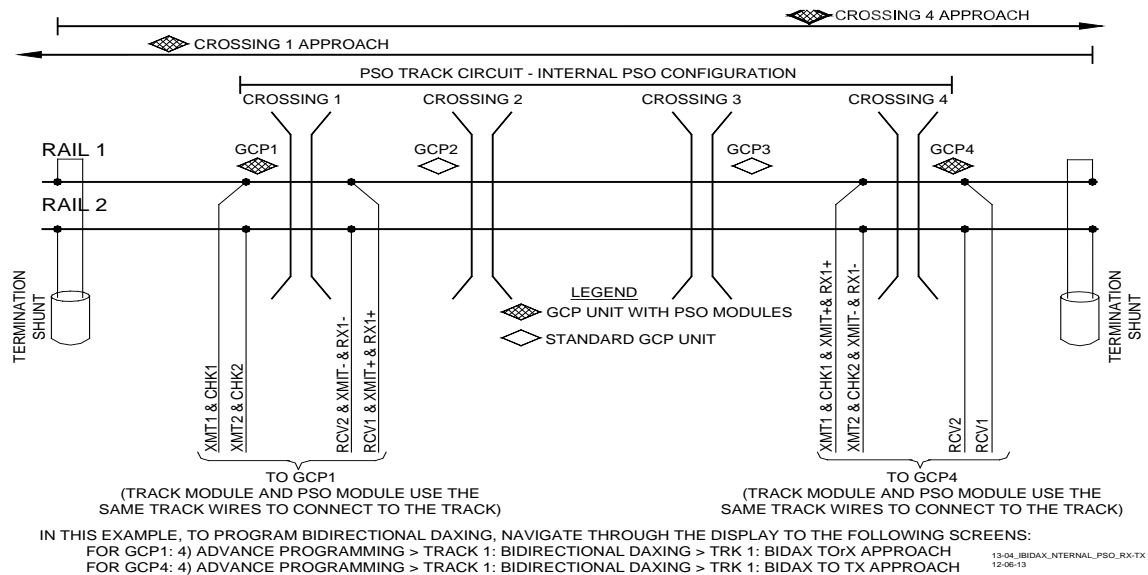 CROSSING 4 APPROACH
CROSSING 1 APPROACH
PSO TRACK CIRCUIT - INTERNAL PSO CONFIGURATION
CROSSING 1
CROSSING 2
CROSSING 3
CROSSING 4
RAIL 1
GCP1
GCP2
GCP3
GCP4
RAIL 2
TERMINATION
SHUNT
XMT1 & CHK1
XMT2 & CHK2
RCV2 & XMIT- & RX1-
RCV1 & XMIT+ & RX1+
LEGEND
GCP UNIT WITH PSO MODULES
STANDARD GCP UNIT
XMT1 & CHK1 & XMIT+& RX1+
XMT2 & CHK2 & XMIT- & RX1-
RCV2
RCV1
TERMINATION
SHUNT
TO GCP1
(TRACK MODULE AND PSO MODULE USE THE
SAME TRACK WIRES TO CONNECT TO THE TRACK)
TO GCP4
(TRACK MODULE AND PSO MODULE USE THE
SAME TRACK WIRES TO CONNECT TO THE TRACK)
IN THIS EXAMPLE, TO PROGRAM BIDIRECTIONAL DAXING, NAVIGATE THROUGH THE DISPLAY TO THE FOLLOWING SCREENS:
FOR GCP1: 4) ADVANCE PROGRAMMING > TRACK 1: BIDIRECTIONAL DAXING > TRK 1: BIDAX TOrX APPROACH
FOR GCP4: 4) ADVANCE PROGRAMMING > TRACK 1: BIDIRECTIONAL DAXING > TRK 1: BIDAX TO TX APPROACH
13-04_IBIDAX_NTERNAL_PSO_RX-TX
12-06-13